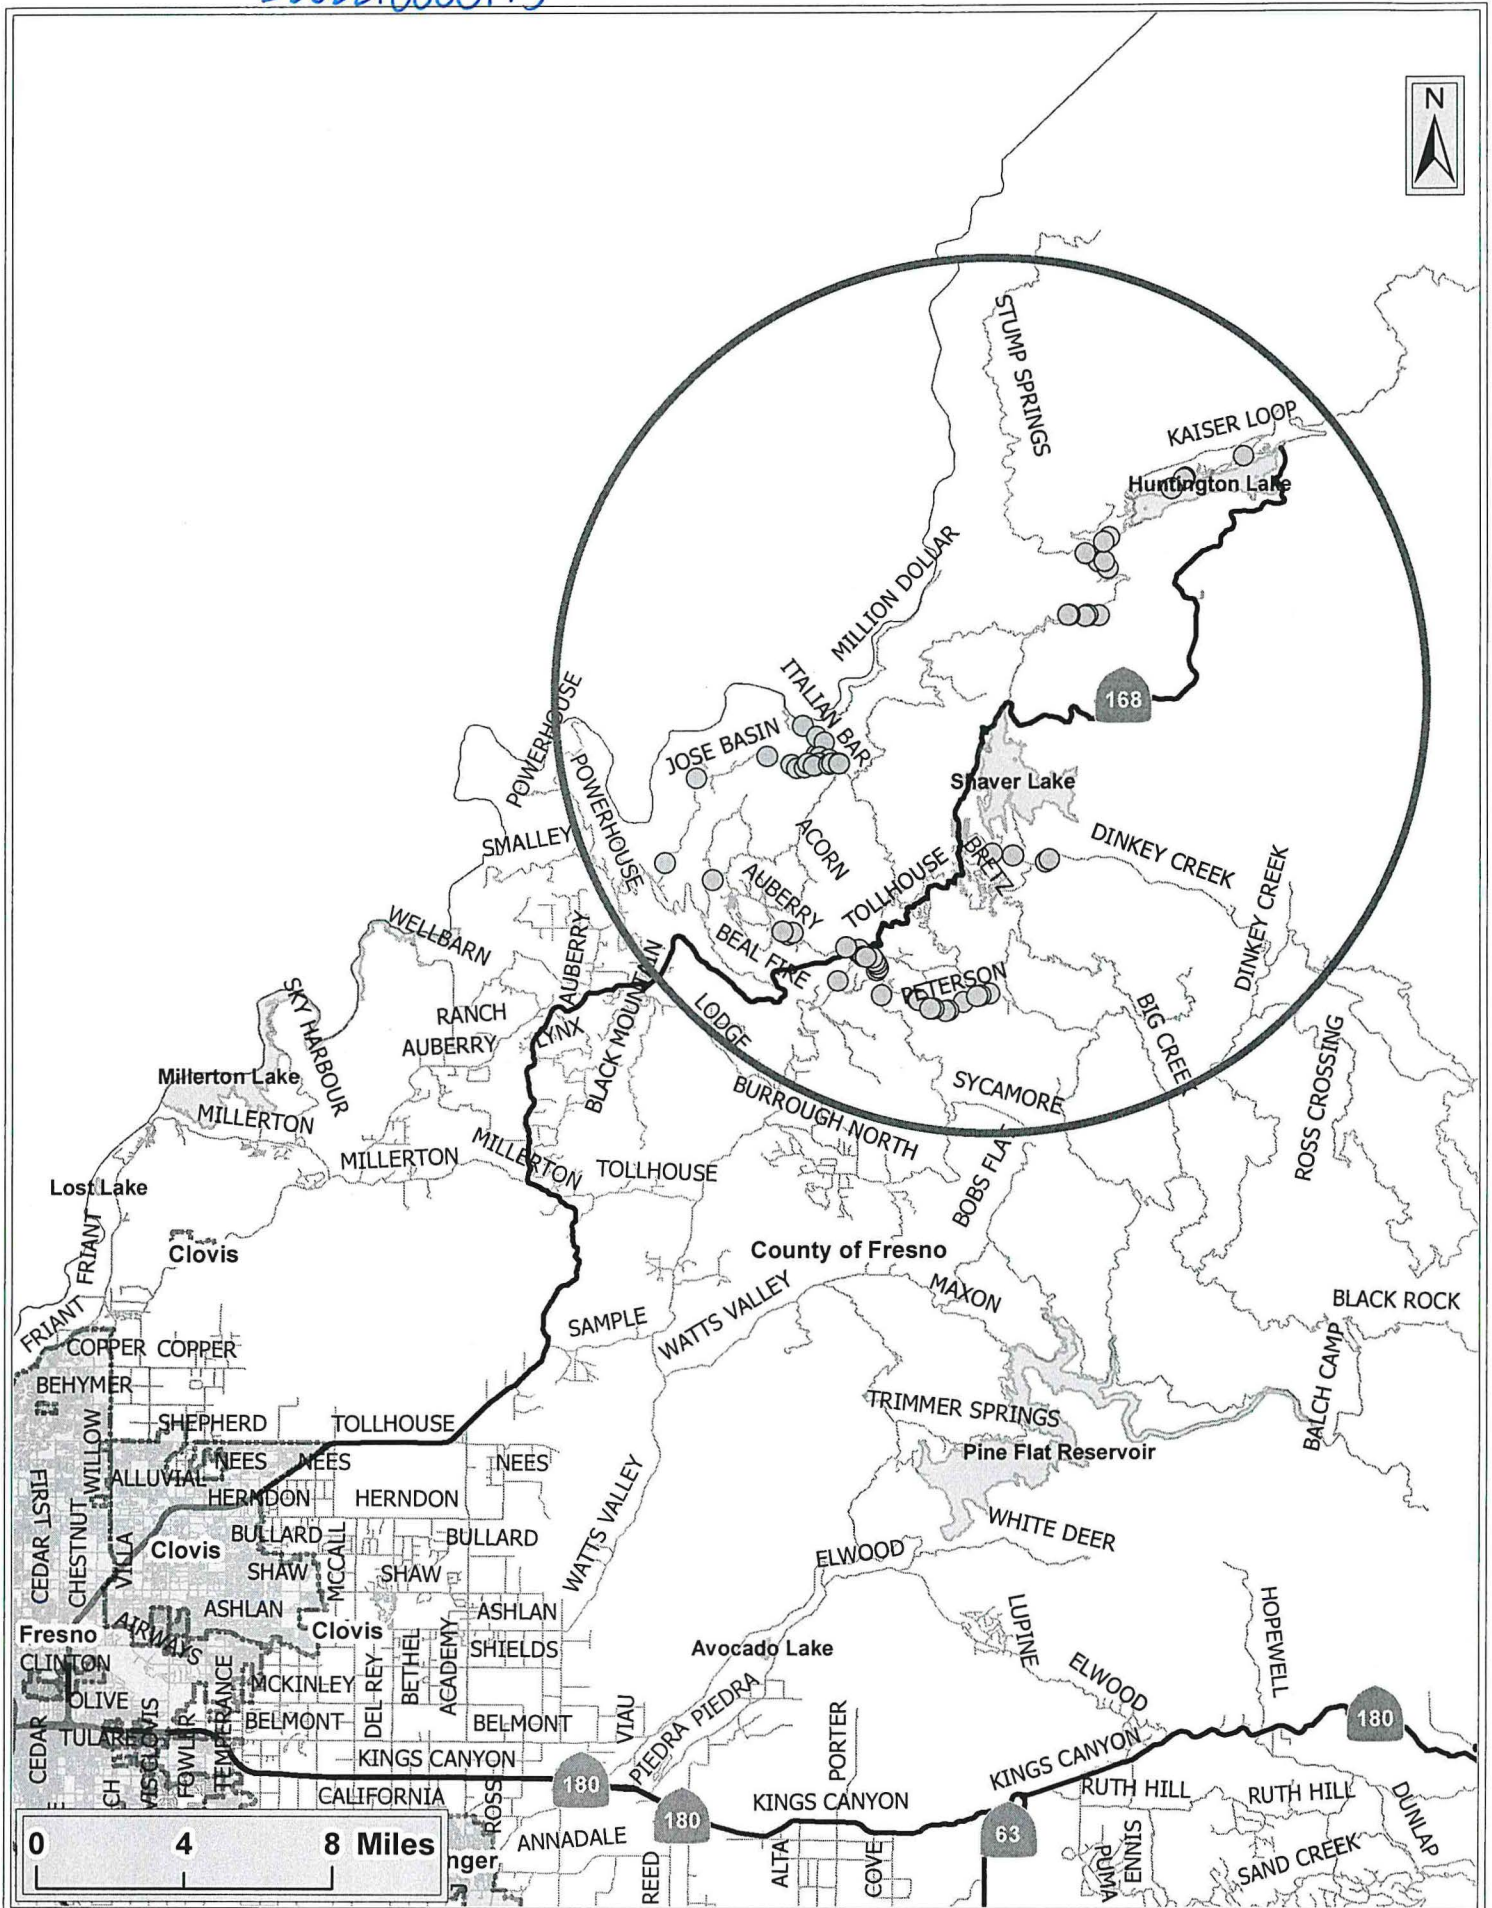 N
STUMP SPRINGS
KAISER LOOP
Huntington Lake
MILLION DOLLAR
ITALIAN BAR
168
POWERHOUSE
JOSE BASIN
Shaver Lake
POWERHOUSE
SMALLEY
ACORN
DINKEY CREEK
BRETZ
TOLLHOUSE
AUBERRY
DINKEY CREEK
WELLBARN
AUBERRY
BEAL FIRE
PETERSON
SKY HARBOUR
RANCH
BLACK MOUNTAIN
LODGE
BIG CREEK
LYNX
AUBERRY
ROSS CROSSING
Millerton Lake
MILLERTON
SYCAMORE
BURROUGH NORTH
MILLERTON
MILLERTON
TOLLHOUSE
Lost Lake
BOBS FLAT
FRIANT
Clovis
County of Fresno
MAXON
WATTS VALLEY
BLACK ROCK
FRIANT
SAMPLE
COPPER COPPER
BEHYMER
BALCH CAMP
SHEPHERD
TOLLHOUSE
TRIMMER SPRINGS
WILLOW
NEES
NEES
NEES
Pine Flat Reservoir
ALLUVIAL
HERNDON
HERNDON
WATTS VALLEY
FIRST
CHESTNUT
BULLARD
BULLARD
WHITE DEER
VILLA
Clovis
MCCALL
ELWOOD
CEDAR
SHAW
SHAW
ASHLAN
ASHLAN
HOPEWELL
LUPINE
AIRWAYS
Clovis
Fresno
SHIELDS
Avocado Lake
CLINTON
BETHEL
ACADEMY
ELWOOD
MCKINLEY
DEL REY
OLIVE
TEMPERANCE
PIEDRA
PORTER
VIAU
BELMONT
BELMONT
180
TULARE
CLOVIS
FOWLER
CEDAR
PIEDRA
KINGS CANYON
KINGS CANYON
180
RUTH HILL
RUTH HILL
CALIFORNIA
ROSS
180
KINGS CANYON
DUNLAP
63
0 4 8 Miles
ANNADALE
nger
REED
ALTA
COVE
PUMA
ENNIS
SAND CREEK